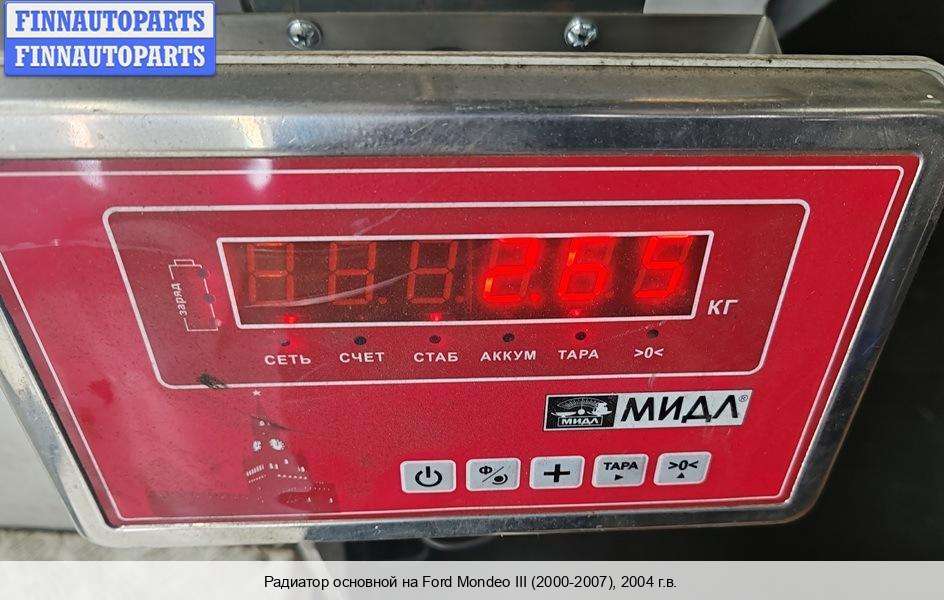 FINNAUTOPARTS
FINNAUTOPARTS
заряд
2.65
КГ
СЕТЬ СЧЕТ СТАБ АККУМ ТАРА >0<
МИДЛ МИДЛ®
Ф ТАРА >0<
Радиатор основной на Ford Mondeo III (2000-2007), 2004 г.в.